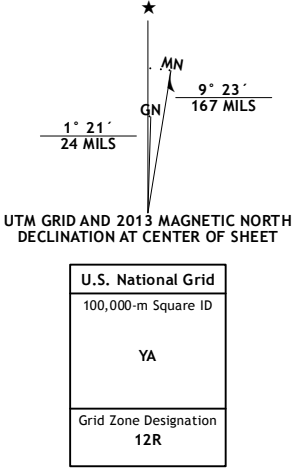 ★
MN
GN
9° 23´
167 MILS
1° 21´
24 MILS
UTM GRID AND 2013 MAGNETIC NORTH
DECLINATION AT CENTER OF SHEET
U.S. National Grid
100,000-m Square ID
YA
Grid Zone Designation
12R